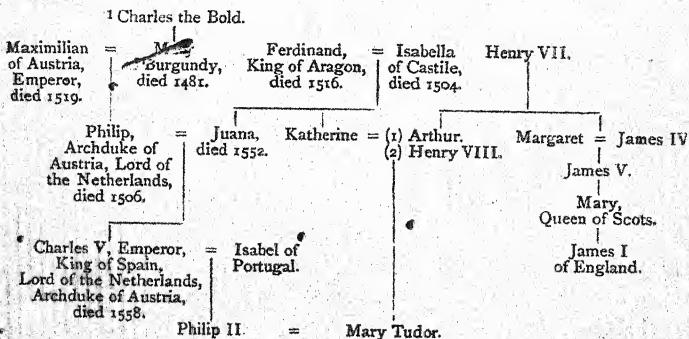 1 Charles the Bold.
Maximilian = Burgundy, Ferdinand, = Isabella Henry VII.
of Austria, died 1481. King of Aragon, of Castile,
Emperor, died 1516. died 1504.
died 1519.
Philip, = Juana, Katherine = (1) Arthur. Margaret = James IV
Archduke of died 1552. (2) Henry VIII.
Austria, Lord of James V.
the Netherlands,
died 1506. Mary,
Queen of Scots.
Charles V, Emperor, = Isabel of James I
King of Spain, Portugal. of England.
Lord of the Netherlands,
Archduke of Austria,
died 1558.
Philip II = Mary Tudor.